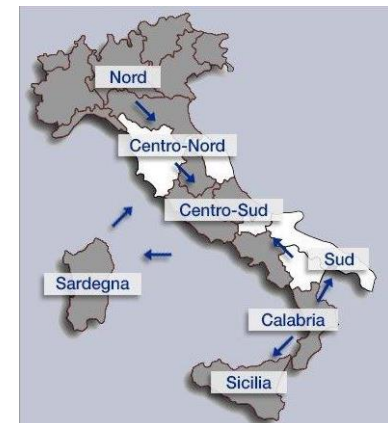 Nord
Centro-Nord
Centro-Sud
Sud
Sardegna
Calabria
Sicilia